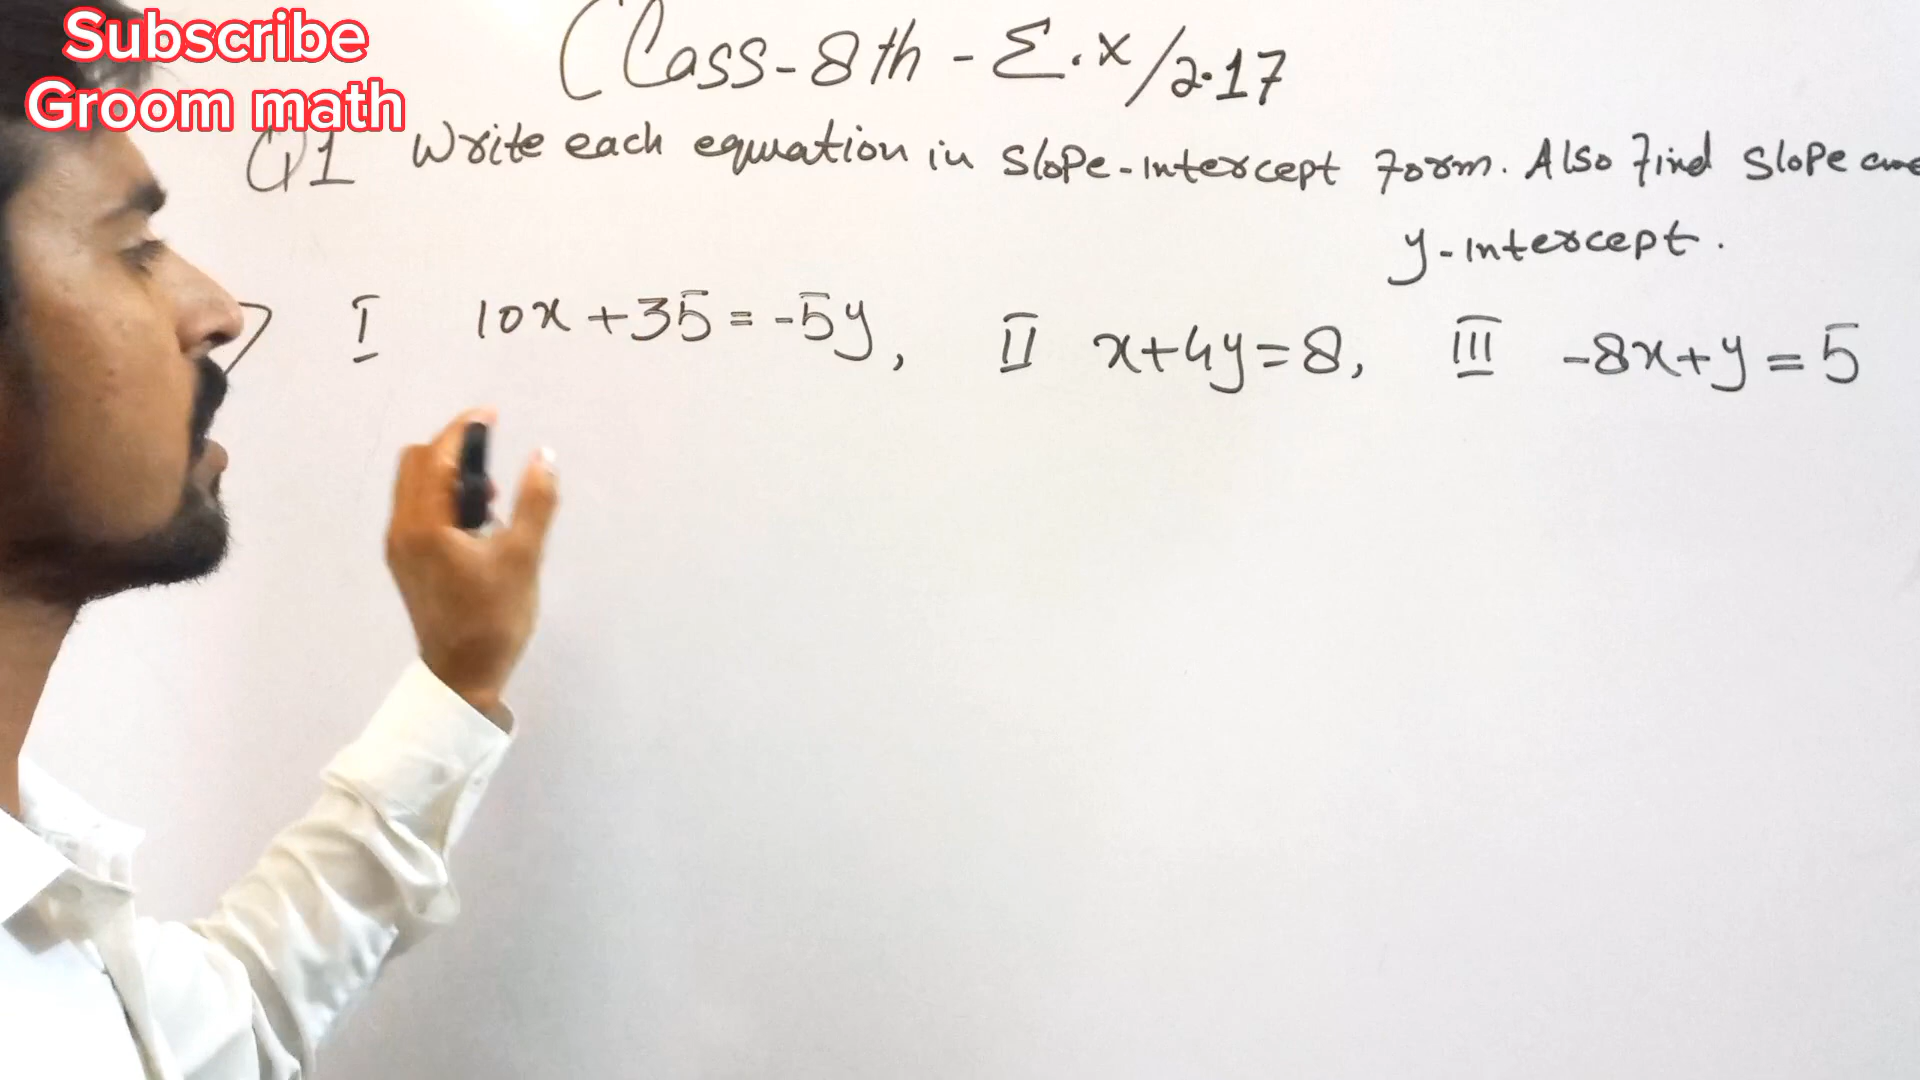 Subscribe
Groom math
Class-8th - E.x/2.17
Q1 Write each equation in Slope-intercept form. Also find Slope and
y-intercept.
I 10x+35=-5y, II x+4y=8, III -8x+y=5